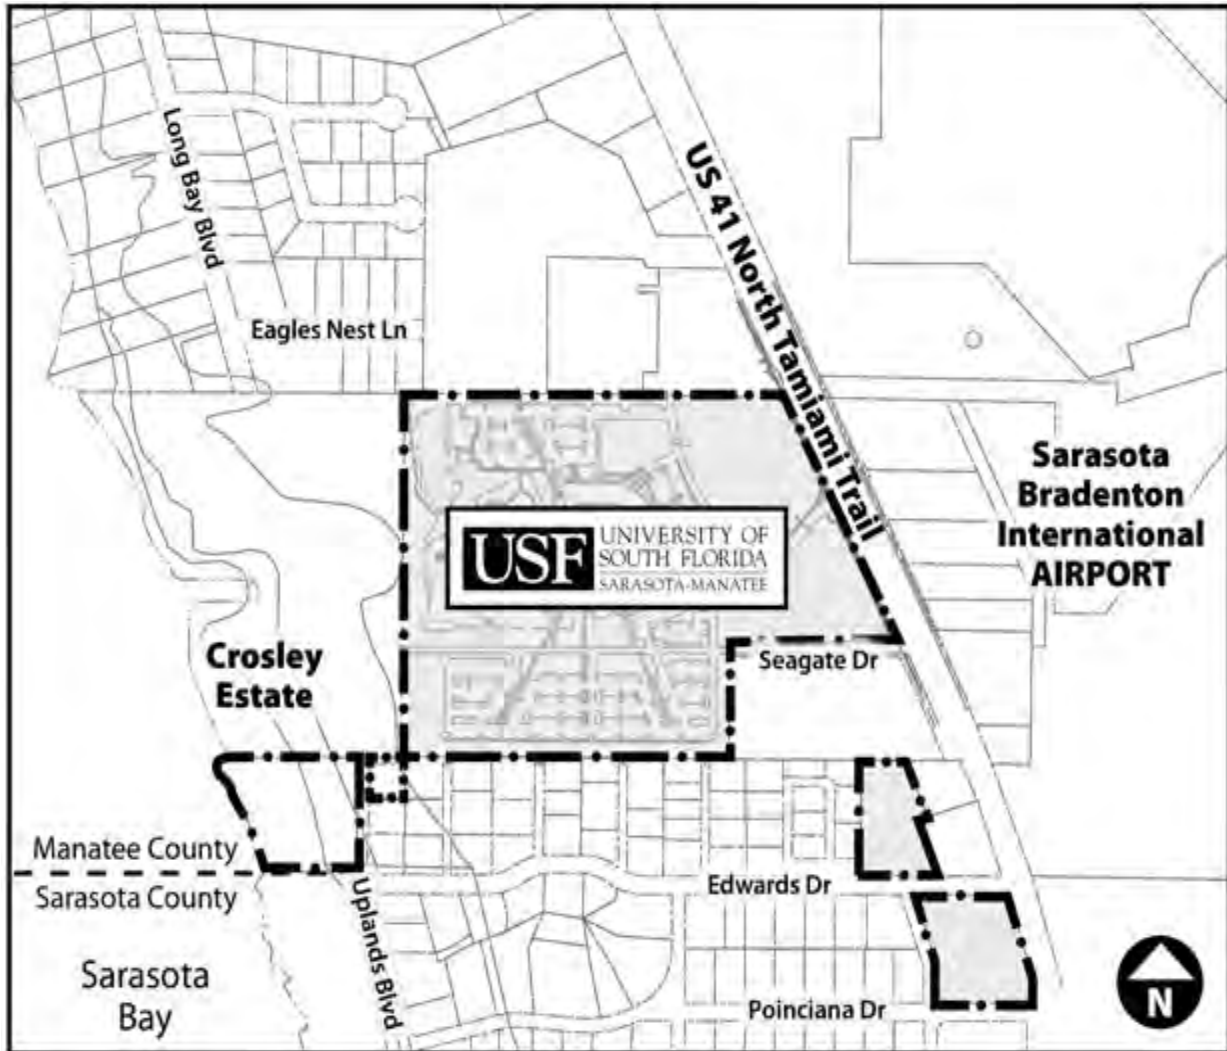 Long Bay Blvd
US 41 North Tamiami Trail
Eagles Nest Ln
Sarasota
Bradenton
International
AIRPORT
USF
UNIVERSITY OF
SOUTH FLORIDA
SARASOTA-MANATEE
Crosley
Estate
Seagate Dr
Manatee County
Sarasota County
Edwards Dr
Uplands Blvd
Sarasota
Bay
Poinciana Dr
N